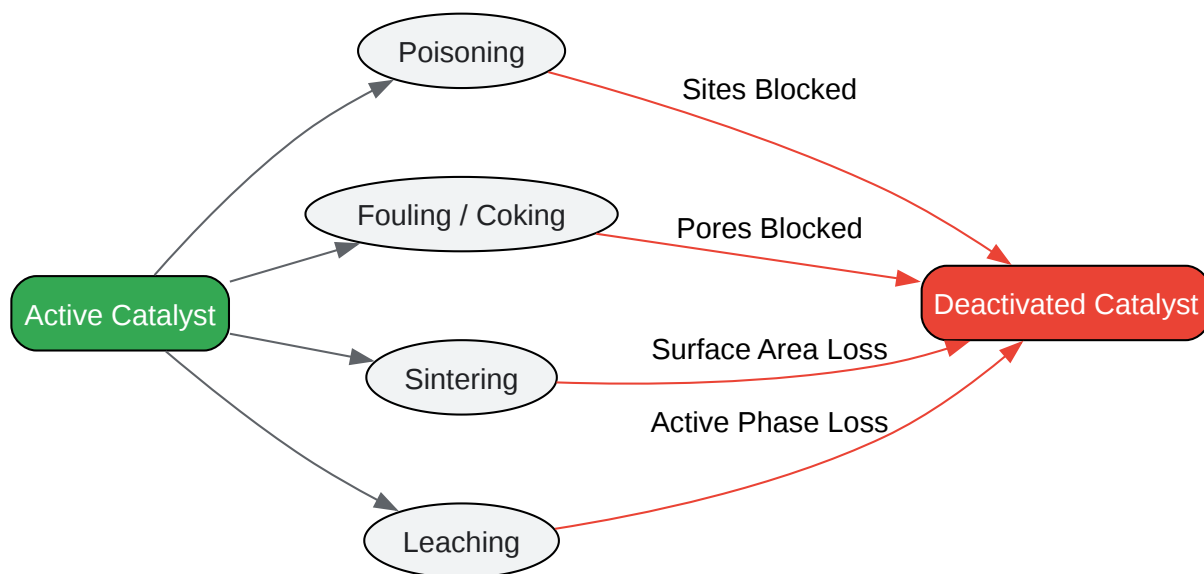 Poisoning
Sites Blocked
Fouling / Coking
Pores Blocked
Active Catalyst
Deactivated Catalyst
Sintering
Surface Area Loss
Active Phase Loss
Leaching